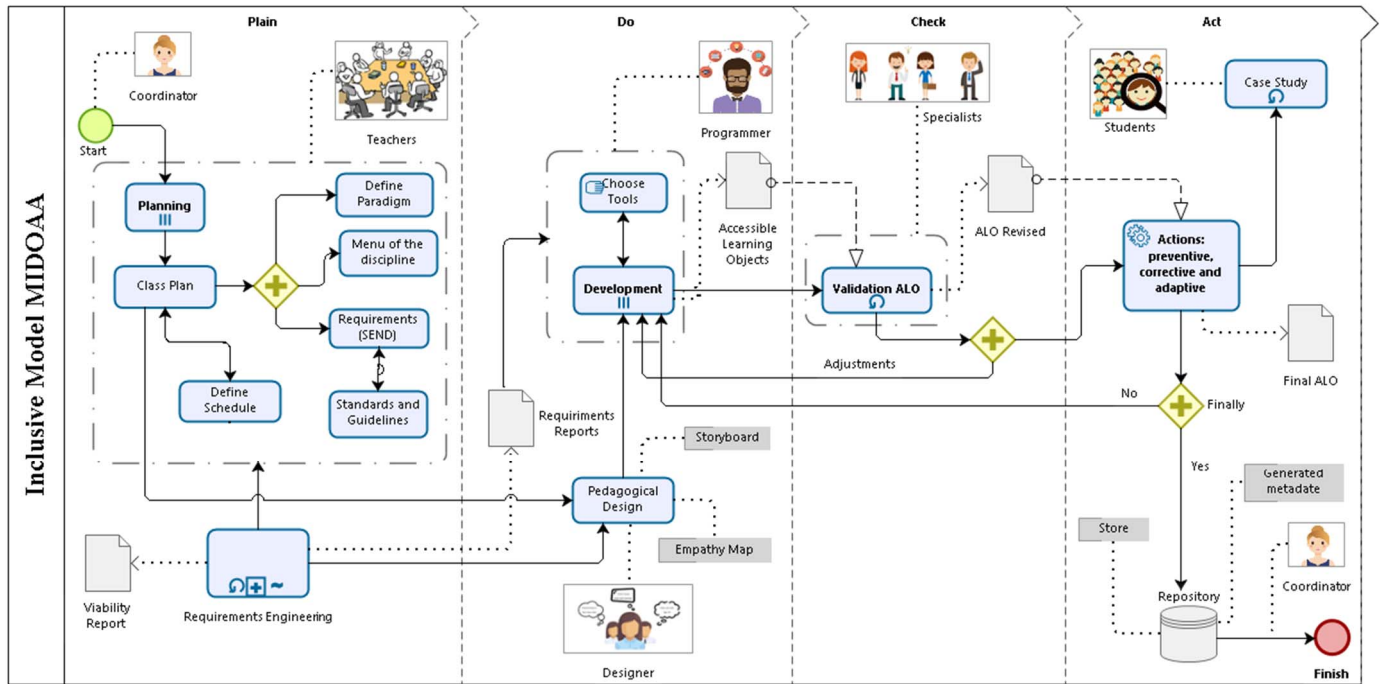 Inclusive Model MIDOAA
Plain
Do
Check
Act
Coordinator
Start
Teachers
Planning
Class Plan
Define
Paradigm
Menu of the
discipline
Requirements
(SEND)
Define
Schedule
Standards and
Guidelines
Viability
Report
Requirements Engineering
Programmer
Choose
Tools
Accessible
Learning
Objects
Development
Requiriments
Reports
Storyboard
Pedagogical
Design
Empathy Map
Designer
Specialists
ALO Revised
Validation ALO
Adjustments
Students
Case Study
Actions:
preventive,
corrective and
adaptive
Final ALO
No
Finally
Yes
Generated
metadate
Store
Coordinator
Repository
Finish